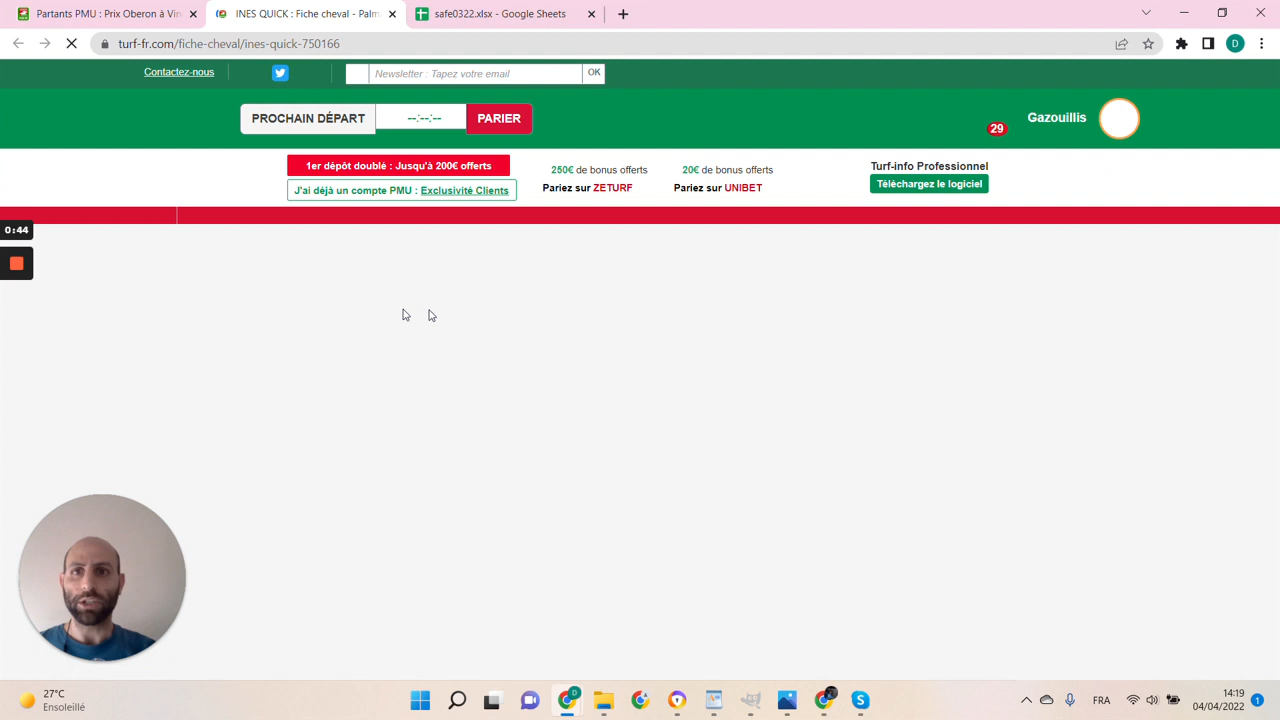 Partants PMU : Prix Oberon à Vin
INES QUICK : Fiche cheval - Palm
safe0322.xlsx - Google Sheets
turf-fr.com/fiche-cheval/ines-quick-750166
D
Contactez-nous
Newsletter : Tapez votre email
OK
PROCHAIN DÉPART
--:--:--
PARIER
29
Gazouillis
1er dépôt doublé : Jusqu'à 200€ offerts
J'ai déjà un compte PMU : Exclusivité Clients
250€ de bonus offerts
Pariez sur ZETURF
20€ de bonus offerts
Pariez sur UNIBET
Turf-info Professionnel
Téléchargez le logiciel
0:44
27°C
Ensoleillé
D
FRA
14:19
04/04/2022
1